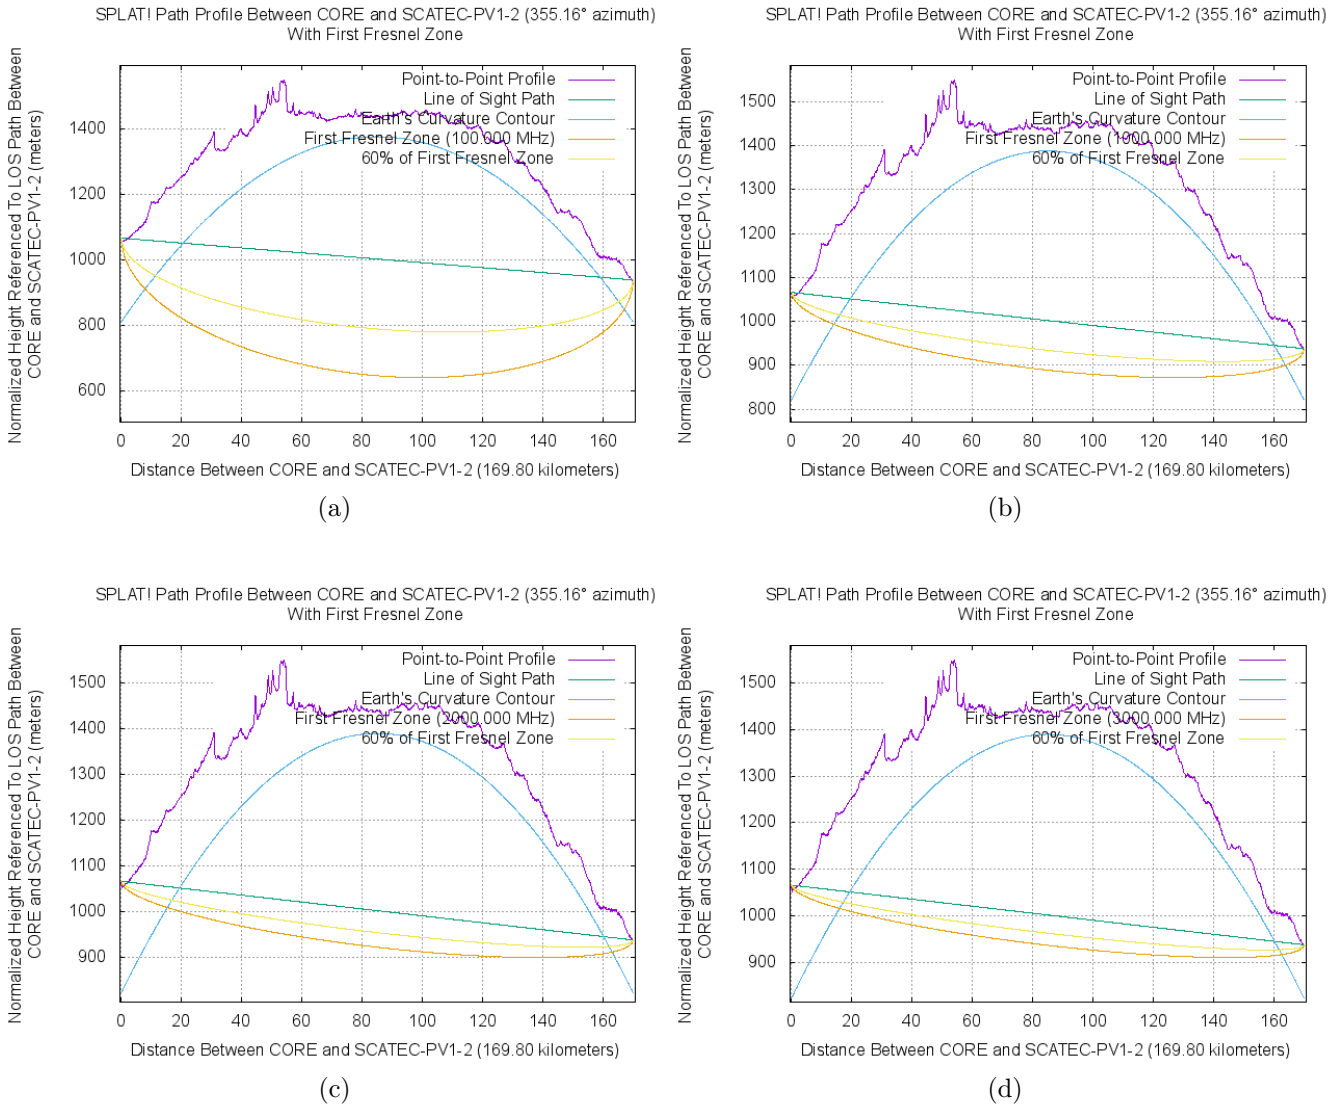 SPLAT! Path Profile Between CORE and SCATEC-PV1-2 (355.16° azimuth)
With First Fresnel Zone
Normalized Height Referenced To LOS Path Between
CORE and SCATEC-PV1-2 (meters)
Point-to-Point Profile
Line of Sight Path
Earth's Curvature Contour
First Fresnel Zone (100.000 MHz)
60% of First Fresnel Zone
1400
1200
1000
800
600
0 20 40 60 80 100 120 140 160
Distance Between CORE and SCATEC-PV1-2 (169.80 kilometers)
(a)
SPLAT! Path Profile Between CORE and SCATEC-PV1-2 (355.16° azimuth)
With First Fresnel Zone
Normalized Height Referenced To LOS Path Between
CORE and SCATEC-PV1-2 (meters)
Point-to-Point Profile
Line of Sight Path
Earth's Curvature Contour
First Fresnel Zone (1000.000 MHz)
60% of First Fresnel Zone
1500
1400
1300
1200
1100
1000
900
800
0 20 40 60 80 100 120 140 160
Distance Between CORE and SCATEC-PV1-2 (169.80 kilometers)
(b)
SPLAT! Path Profile Between CORE and SCATEC-PV1-2 (355.16° azimuth)
With First Fresnel Zone
Normalized Height Referenced To LOS Path Between
CORE and SCATEC-PV1-2 (meters)
Point-to-Point Profile
Line of Sight Path
Earth's Curvature Contour
First Fresnel Zone (2000.000 MHz)
60% of First Fresnel Zone
1500
1400
1300
1200
1100
1000
900
0 20 40 60 80 100 120 140 160
Distance Between CORE and SCATEC-PV1-2 (169.80 kilometers)
(c)
SPLAT! Path Profile Between CORE and SCATEC-PV1-2 (355.16° azimuth)
With First Fresnel Zone
Normalized Height Referenced To LOS Path Between
CORE and SCATEC-PV1-2 (meters)
Point-to-Point Profile
Line of Sight Path
Earth's Curvature Contour
First Fresnel Zone (3000.000 MHz)
60% of First Fresnel Zone
1500
1400
1300
1200
1100
1000
900
0 20 40 60 80 100 120 140 160
Distance Between CORE and SCATEC-PV1-2 (169.80 kilometers)
(d)